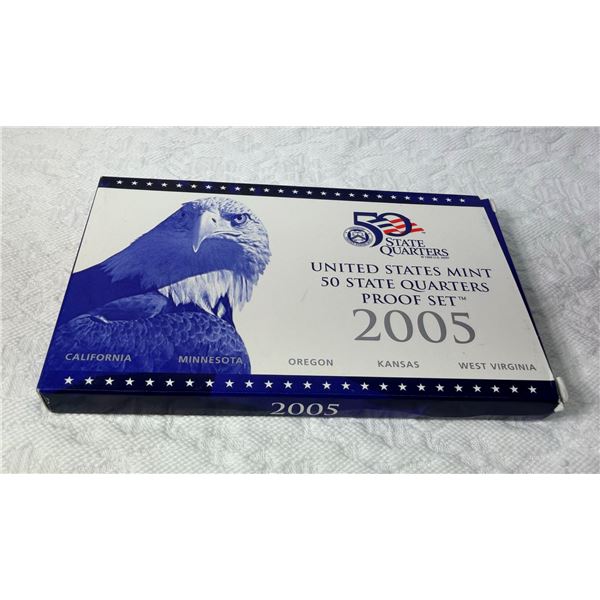 50
STATE
QUARTERS
UNITED STATES MINT
50 STATE QUARTERS
PROOF SET™
2005
CALIFORNIA MINNESOTA OREGON KANSAS WEST VIRGINIA
2005